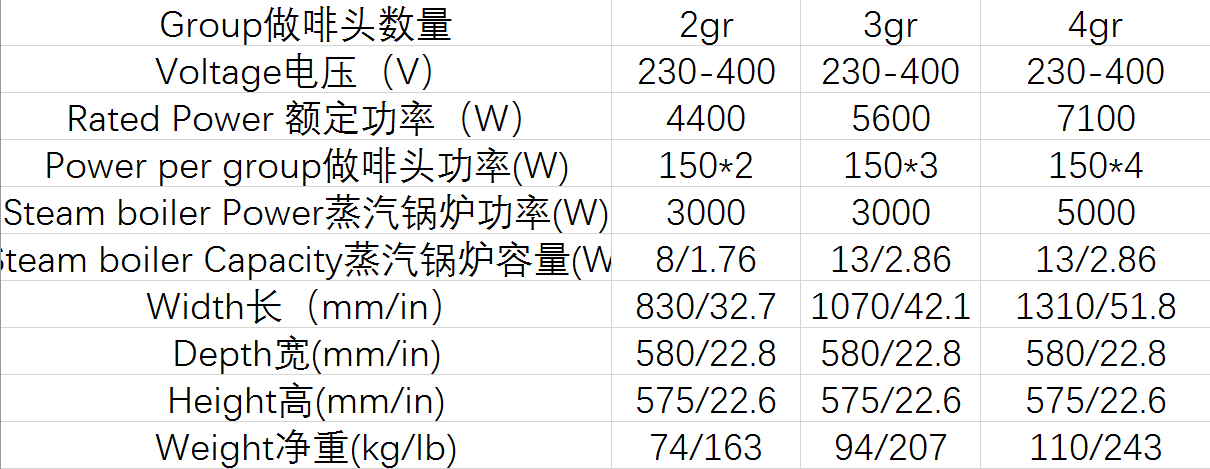 Group做啡头数量 2gr 3gr 4gr
Voltage电压（V） 230-400 230-400 230-400
Rated Power 额定功率（W） 4400 5600 7100
Power per group做啡头功率(W) 150*2 150*3 150*4
Steam boiler Power蒸汽锅炉功率(W) 3000 3000 5000
Steam boiler Capacity蒸汽锅炉容量(W 8/1.76 13/2.86 13/2.86
Width长（mm/in） 830/32.7 1070/42.1 1310/51.8
Depth宽(mm/in) 580/22.8 580/22.8 580/22.8
Height高(mm/in) 575/22.6 575/22.6 575/22.6
Weight净重(kg/lb) 74/163 94/207 110/243